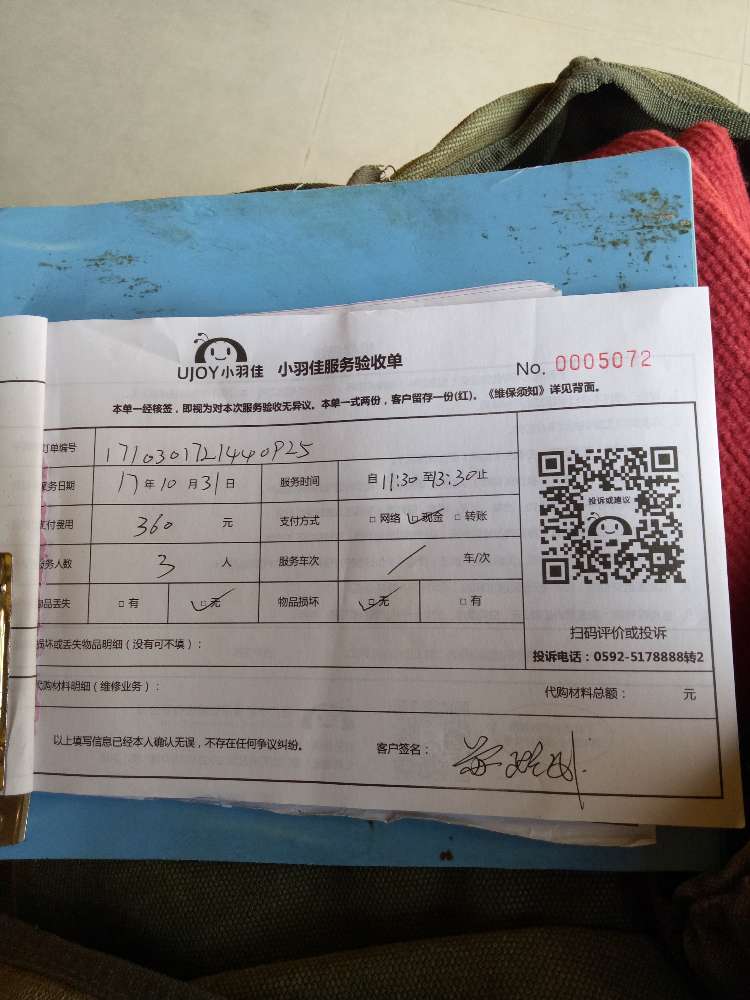 UJOY小羽佳 小羽佳服务验收单 No. 0005072
本单一经核签，即视为对本次服务验收无异议。本单一式两份，客户留存一份(红)。《维保须知》详见背面。
订单编号 1710301721440925
服务日期 17年10月31日 服务时间 自11:30至13:30止
支付费用 360 元 支付方式 □网络 □现金 □转账
服务人数 3 人 服务车次 / 车/次
物品丢失 □有 □无 物品损坏 □无 □有
投诉或建议
扫码评价或投诉
投诉电话：0592-5178888转2
损坏或丢失物品明细（没有可不填）：
代购材料明细（维修业务）： 代购材料总额： 元
以上填写信息已经本人确认无误，不存在任何争议纠纷。 客户签名：